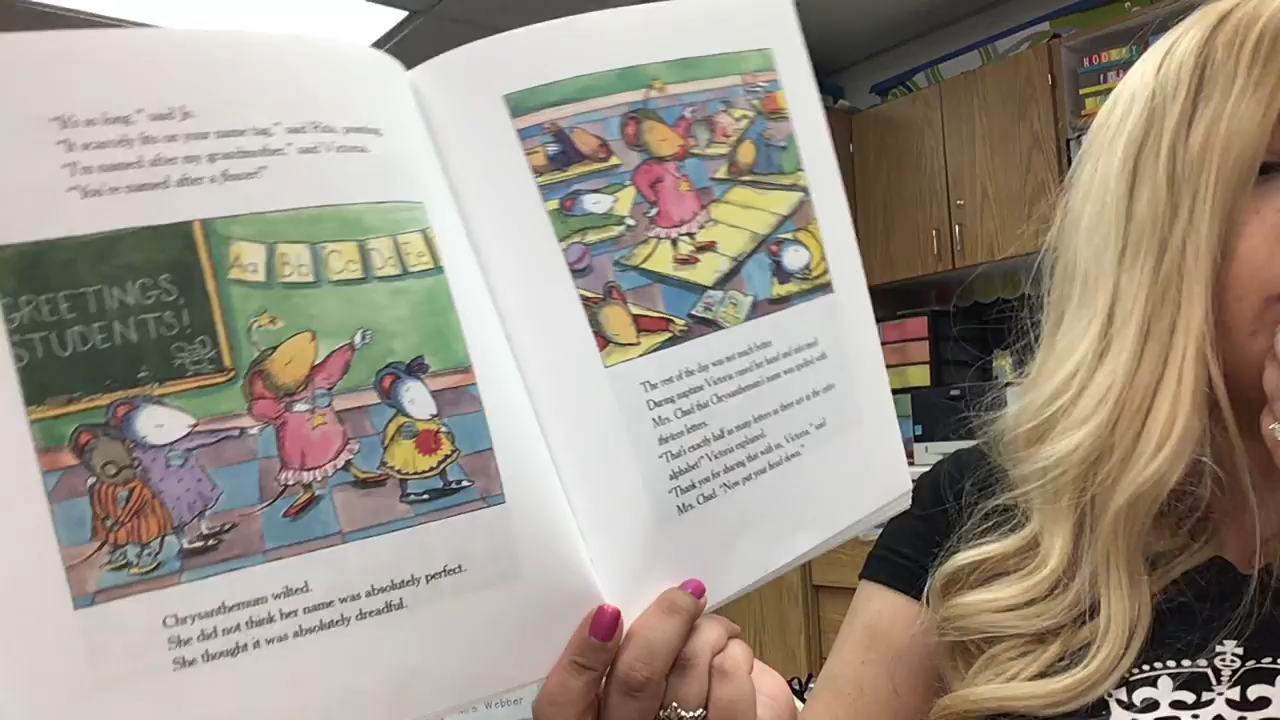 "It's so long," said Jo.
"It scarcely fits on your name tag," said Rita, pointing.
"I'm named after my grandmother," said Victoria.
"You're named after a flower!"
GREETINGS,
STUDENTS!
Aa Bb Cc Dd Ee
Chrysanthemum wilted.
She did not think her name was absolutely perfect.
She thought it was absolutely dreadful.
The rest of the day was not much better.
During naptime Victoria raised her hand and informed
Mrs. Chud that Chrysanthemum's name was spelled with
thirteen letters.
"That's exactly half as many letters as there are in the entire
alphabet!" Victoria explained.
"Thank you for sharing that with us, Victoria," said
Mrs. Chud. "Now put your head down."
Mrs Webber
HOORAY
FOR